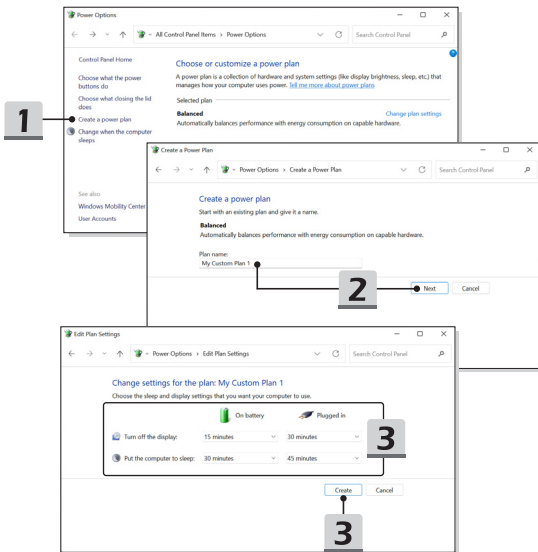 Power Options
All Control Panel Items > Power Options
Search Control Panel
Control Panel Home
Choose what the power
buttons do
Choose what closing the lid
does
Create a power plan
Change when the computer
sleeps
See also
Windows Mobility Center
User Accounts
Choose or customize a power plan
A power plan is a collection of hardware and system settings (like display brightness, sleep, etc.) that
manages how your computer uses power. Tell me more about power plans.
Selected plan
Balanced
Change plan settings
Automatically balances performance with energy consumption on capable hardware.
1
Create a Power Plan
Power Options > Create a Power Plan
Search Control Panel
Create a power plan
Start with an existing plan and give it a name.
Balanced
Automatically balances performance with energy consumption on capable hardware.
Plan name:
My Custom Plan 1
2
Next
Cancel
Edit Plan Settings
Power Options > Edit Plan Settings
Search Control Panel
Change settings for the plan: My Custom Plan 1
Choose the sleep and display settings that you want your computer to use.
On battery
Plugged in
Turn off the display:
15 minutes
30 minutes
Put the computer to sleep:
30 minutes
45 minutes
3
Create
Cancel
3